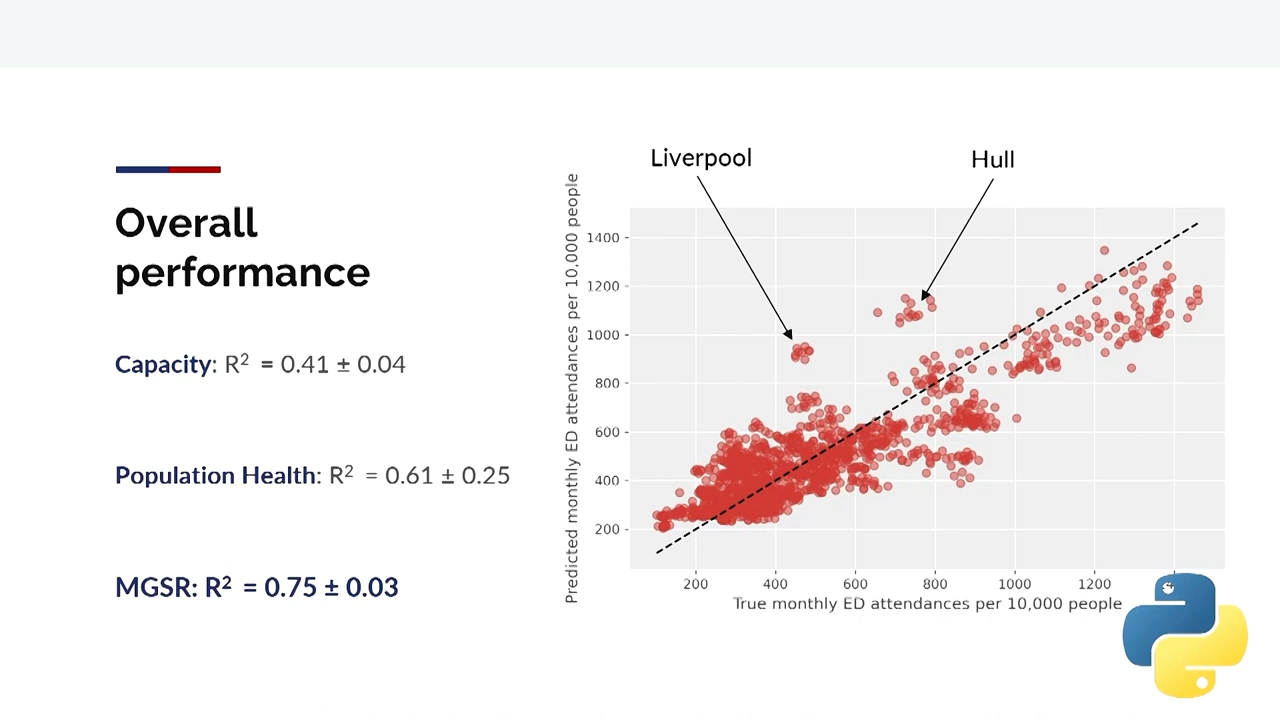 Overall
performance
Capacity: R² = 0.41 ± 0.04
Population Health: R² = 0.61 ± 0.25
MGSR: R² = 0.75 ± 0.03
Liverpool
Hull
Predicted monthly ED attendances per 10,000 people
1400
1200
1000
800
600
400
200
200
400
600
800
1000
1200
True monthly ED attendances per 10,000 people